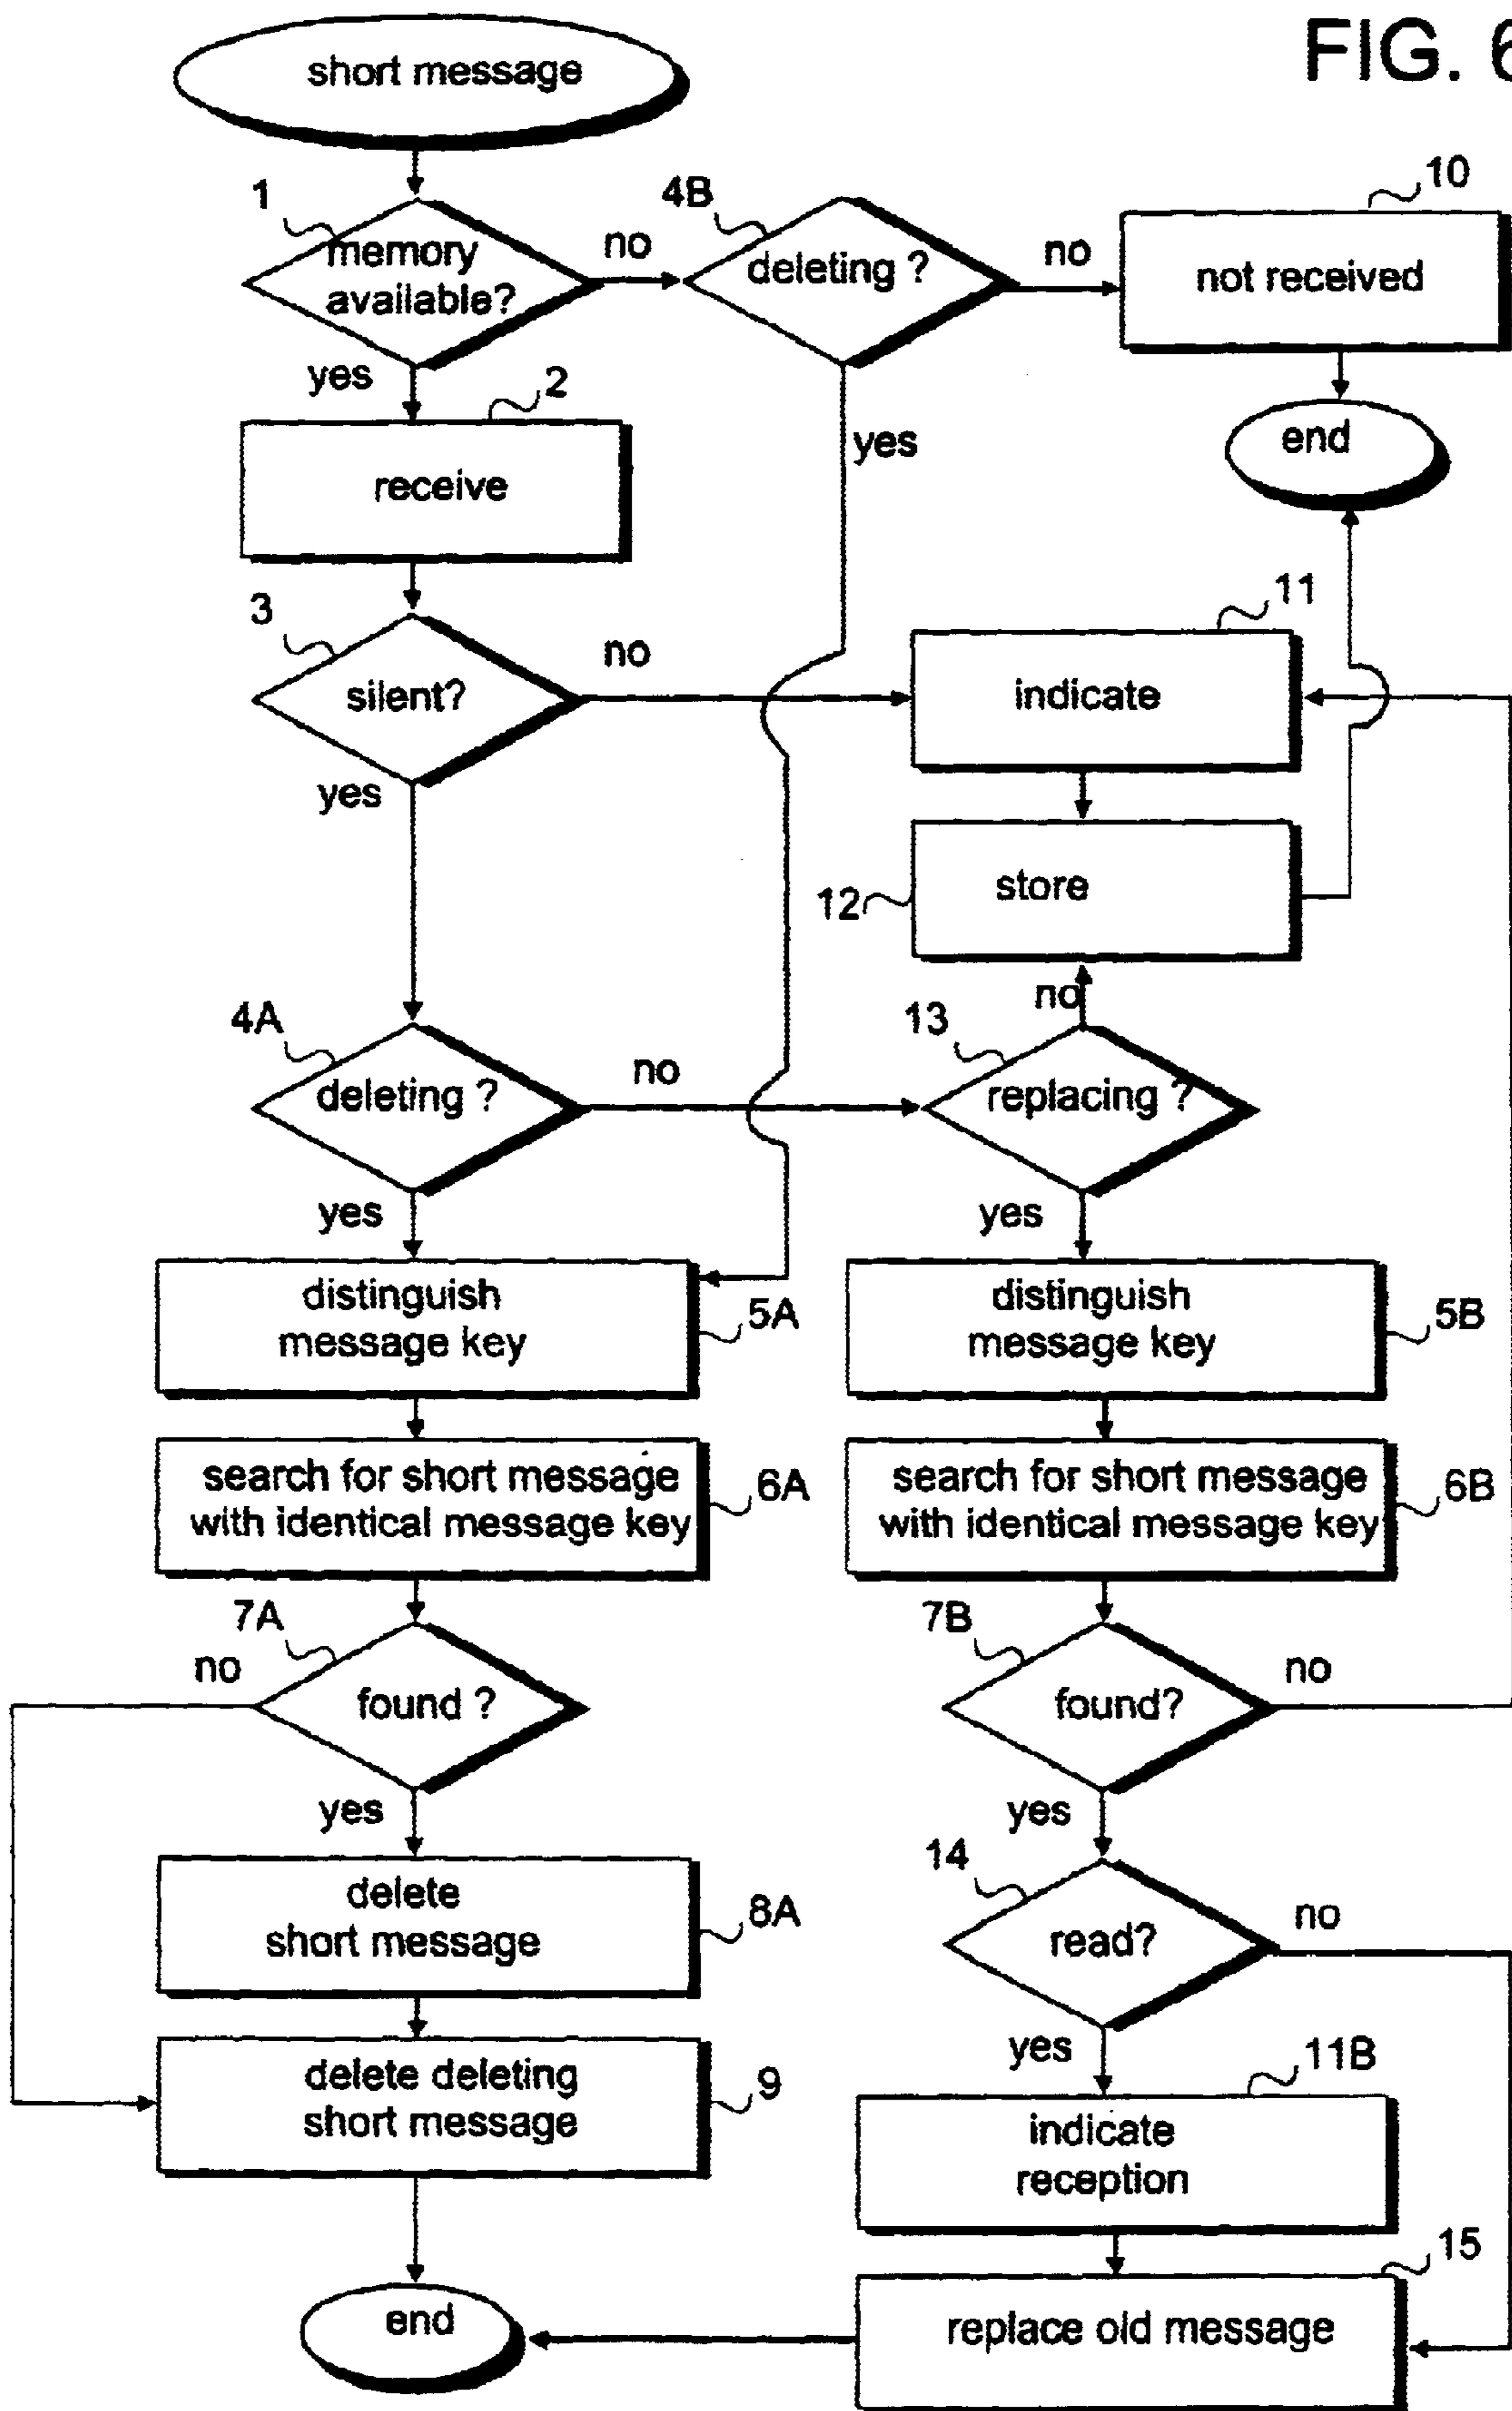 FIG. 6
short message
1
memory
available?
no
4B
deleting ?
no
10
not received
yes
2
receive
yes
end
3
silent?
no
11
indicate
yes
12
store
4A
deleting ?
no
no
13
replacing ?
yes
yes
distinguish
message key
5A
distinguish
message key
5B
search for short message
with identical message key
6A
search for short message
with identical message key
6B
7A
no
found ?
7B
found?
no
yes
yes
delete
short message
8A
14
read?
no
delete deleting
short message
9
yes
11B
indicate
reception
15
end
replace old message